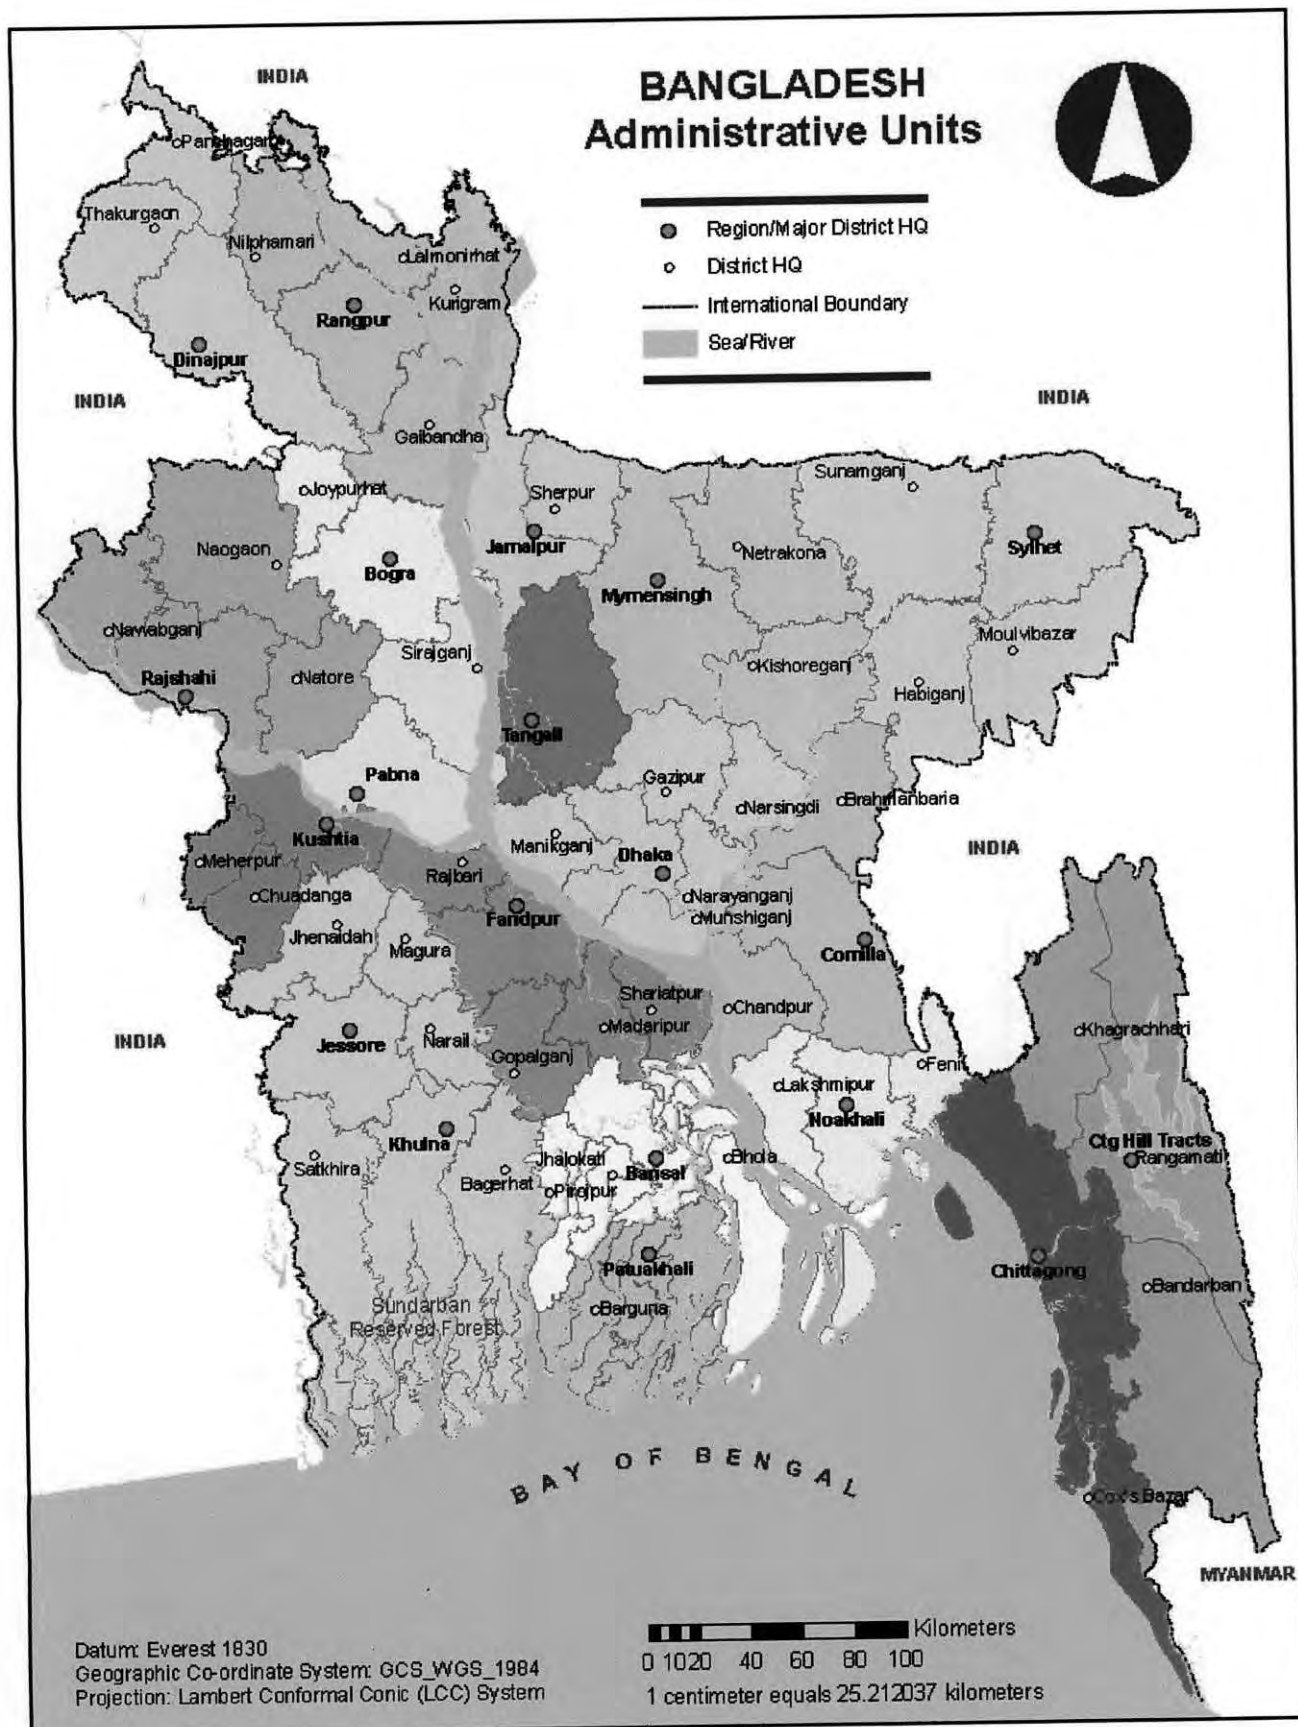 BANGLADESH
Administrative Units
Region/Major District HQ
District HQ
International Boundary
Sea/River
INDIA
Panchagarh
Thakurgaon
Nilphamari
Lalmonirhat
Kurigram
Rangpur
Dinajpur
INDIA
INDIA
Gaibandha
Joypurhat
Sherpur
Sunamganj
Naogaon
Bogra
Jamalpur
Netrakona
Sylhet
Mymensingh
Nawabganj
Sirajganj
Kishoreganj
Moulvibazar
Rajshahi
Natore
Habiganj
Tangail
Pabna
Gazipur
Narsingdi
Brahmanbaria
Kushtia
Manikganj
Dhaka
INDIA
Meherpur
Rajbari
Chuadanga
Faridpur
Narayanganj
Munshiganj
Jhenaidah
Magura
Comilla
Shariatpur
Chandpur
Madaripur
Khagrachhari
INDIA
Jessore
Narail
Gopalganj
Feni
Lakshmipur
Noakhali
Khulna
Ctg Hill Tracts
Rangamati
Satkhira
Bagerhat
Jhalokati
Pirojpur
Barisal
Bhola
Patuakhali
Chittagong
Bandarban
Barguna
Sundarban
Reserved Forest
BAY OF BENGAL
Cox's Bazar
MYANMAR
Datum: Everest 1830
Geographic Co-ordinate System: GCS_WGS_1984
Projection: Lambert Conformal Conic (LCC) System
Kilometers
0 10 20 40 60 80 100
1 centimeter equals 25.212037 kilometers